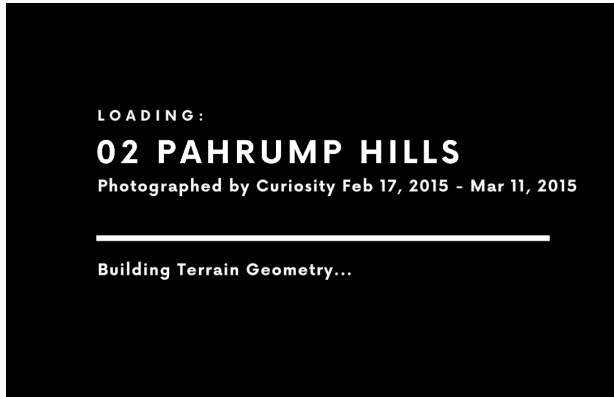 LOADING:
02 PAHRUMP HILLS
Photographed by Curiosity Feb 17, 2015 - Mar 11, 2015
Building Terrain Geometry...